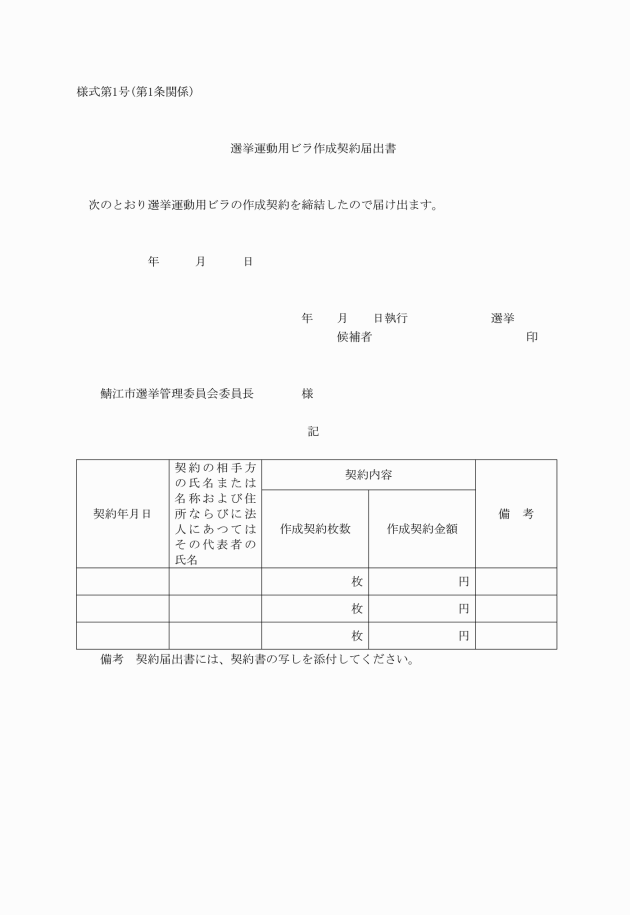 様式第1号(第1条関係)
選挙運動用ビラ作成契約届出書
次のとおり選挙運動用ビラの作成契約を締結したので届け出ます。
年　　　月　　　日
年　　月　　日執行　　　　　　　選挙
候補者　　　　　　　　　　　　　印
鯖江市選挙管理委員会委員長　　　　様
記
契約年月日
契約の相手方
の氏名または
名称および住
所ならびに法
人にあつては
その代表者の
氏名
契約内容
作成契約枚数
作成契約金額
備　考
枚　円
枚　円
枚　円
備考　契約届出書には、契約書の写しを添付してください。